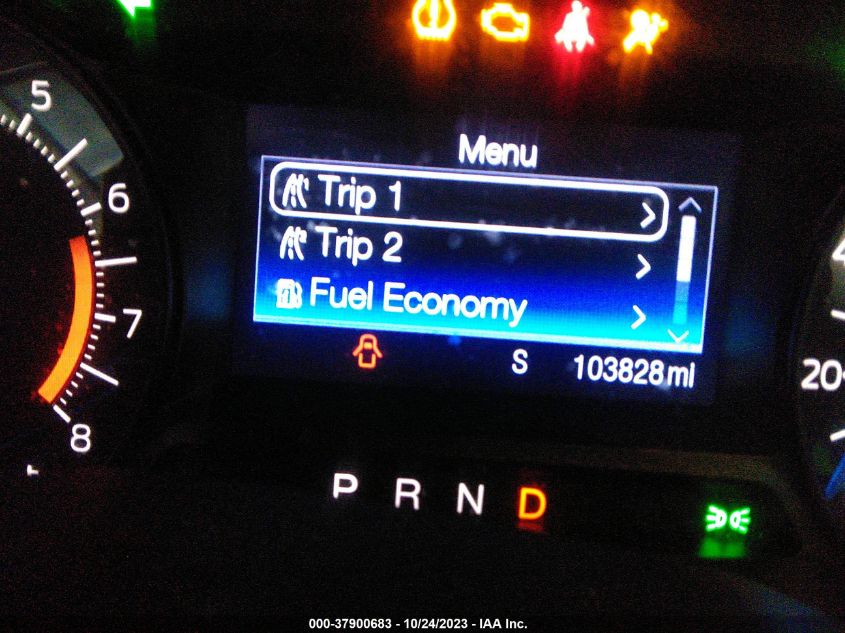 5
6
7
8
Menu
Trip 1
Trip 2
Fuel Economy
S 103828 mi
20
P R N D
000-37900683 - 10/24/2023 - IAA Inc.